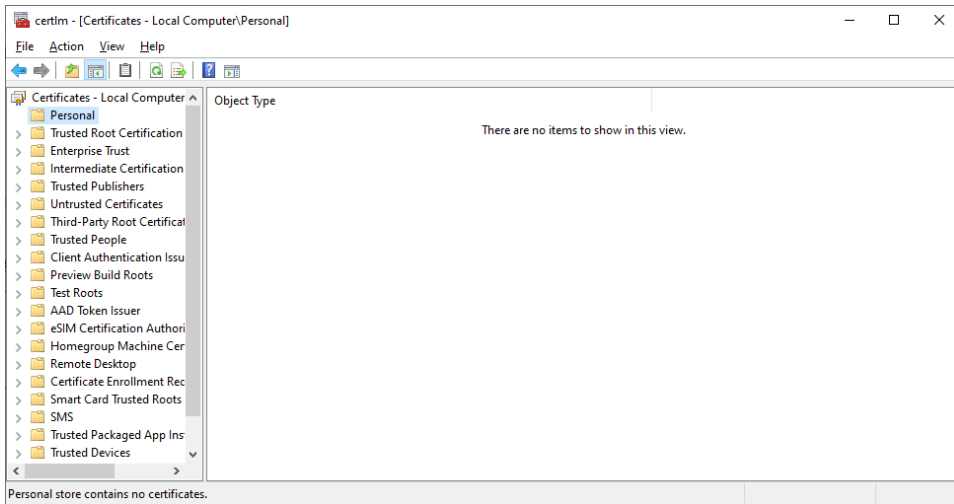 certlm - [Certificates - Local Computer\Personal]
File Action View Help
Certificates - Local Computer
Personal
Trusted Root Certification
Enterprise Trust
Intermediate Certification
Trusted Publishers
Untrusted Certificates
Third-Party Root Certificat
Trusted People
Client Authentication Issu
Preview Build Roots
Test Roots
AAD Token Issuer
eSIM Certification Authori
Homegroup Machine Cer
Remote Desktop
Certificate Enrollment Rec
Smart Card Trusted Roots
SMS
Trusted Packaged App Ins
Trusted Devices
Object Type
There are no items to show in this view.
Personal store contains no certificates.